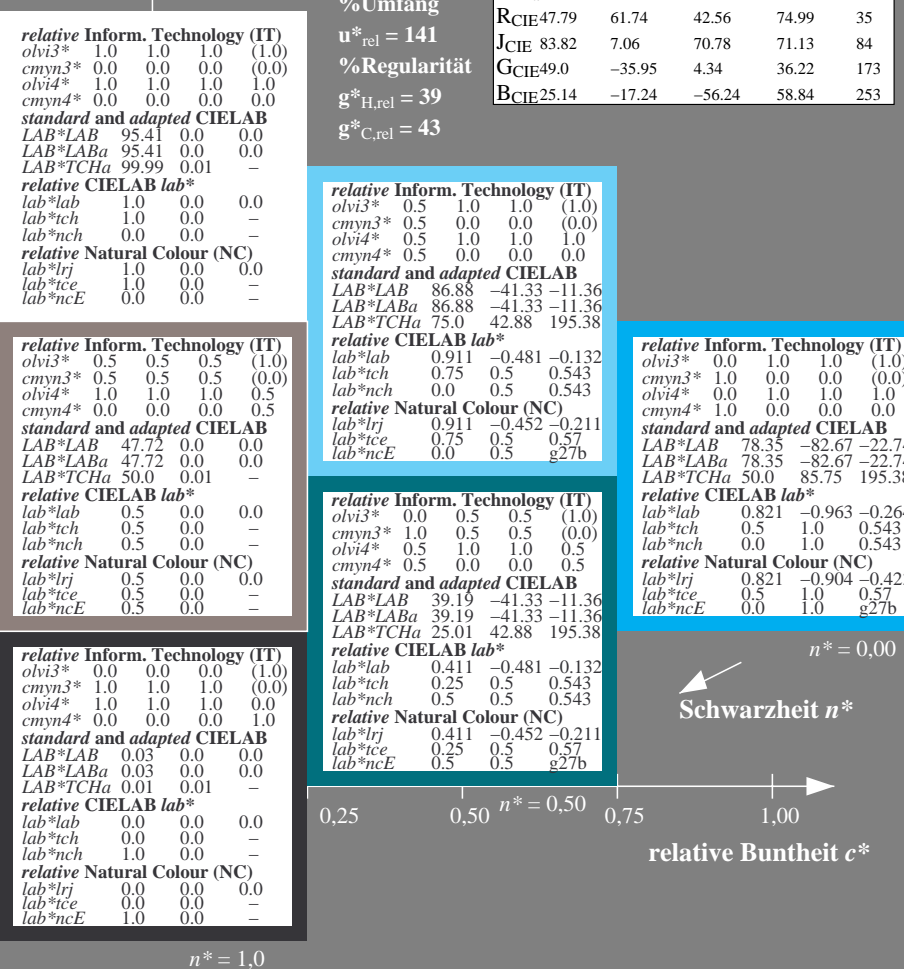 %Umfang
u*rel = 141
%Regularität
g*H,rel = 39
g*C,rel = 43
RCIE 47.79 61.74 42.56 74.99 35
JCIE 83.82 7.06 70.78 71.13 84
GCIE 49.0 −35.95 4.34 36.22 173
BCIE 25.14 −17.24 −56.24 58.84 253
relative Inform. Technology (IT)
olvi3* 1.0 1.0 1.0 (1.0)
cmyn3* 0.0 0.0 0.0 (0.0)
olvi4* 1.0 1.0 1.0 1.0
cmyn4* 0.0 0.0 0.0 0.0
standard and adapted CIELAB
LAB*LAB 95.41 0.0 0.0
LAB*LABa 95.41 0.0 0.0
LAB*TCHa 99.99 0.01 –
relative CIELAB lab*
lab*lab 1.0 0.0 0.0
lab*tch 1.0 0.0 –
lab*nch 0.0 0.0 –
relative Natural Colour (NC)
lab*lrj 1.0 0.0 0.0
lab*tce 1.0 0.0 –
lab*ncE 0.0 0.0 –
relative Inform. Technology (IT)
olvi3* 0.5 1.0 1.0 (1.0)
cmyn3* 0.5 0.0 0.0 (0.0)
olvi4* 0.5 1.0 1.0 1.0
cmyn4* 0.5 0.0 0.0 0.0
standard and adapted CIELAB
LAB*LAB 86.88 −41.33 −11.36
LAB*LABa 86.88 −41.33 −11.36
LAB*TCHa 75.0 42.88 195.38
relative CIELAB lab*
lab*lab 0.911 −0.481 −0.132
lab*tch 0.75 0.5 0.543
lab*nch 0.0 0.5 0.543
relative Natural Colour (NC)
lab*lrj 0.911 −0.452 −0.211
lab*tce 0.75 0.5 0.57
lab*ncE 0.0 0.5 g27b
relative Inform. Technology (IT)
olvi3* 0.5 0.5 0.5 (1.0)
cmyn3* 0.5 0.5 0.5 (0.0)
olvi4* 1.0 1.0 1.0 0.5
cmyn4* 0.0 0.0 0.0 0.5
standard and adapted CIELAB
LAB*LAB 47.72 0.0 0.0
LAB*LABa 47.72 0.0 0.0
LAB*TCHa 50.0 0.01 –
relative CIELAB lab*
lab*lab 0.5 0.0 0.0
lab*tch 0.5 0.0 –
lab*nch 0.5 0.0 –
relative Natural Colour (NC)
lab*lrj 0.5 0.0 0.0
lab*tce 0.5 0.0 –
lab*ncE 0.5 0.0 –
relative Inform. Technology (IT)
olvi3* 0.0 1.0 1.0 (1.0)
cmyn3* 1.0 0.0 0.0 (0.0)
olvi4* 0.0 1.0 1.0 1.0
cmyn4* 1.0 0.0 0.0 0.0
standard and adapted CIELAB
LAB*LAB 78.35 −82.67
LAB*LABa 78.35 −82.67
LAB*TCHa 50.0 85.75 195.38
relative CIELAB lab*
lab*lab 0.821 −0.963
lab*tch 0.5 1.0 0.543
lab*nch 0.0 1.0 0.543
relative Natural Colour (NC)
lab*lrj 0.821 −0.904
lab*tce 0.5 1.0 0.57
lab*ncE 0.0 1.0 g27b
relative Inform. Technology (IT)
olvi3* 0.0 0.5 0.5 (1.0)
cmyn3* 1.0 0.5 0.5 (0.0)
olvi4* 0.5 1.0 1.0 0.5
cmyn4* 0.5 0.0 0.0 0.5
standard and adapted CIELAB
LAB*LAB 39.19 −41.33 −11.36
LAB*LABa 39.19 −41.33 −11.36
LAB*TCHa 25.01 42.88 195.38
relative CIELAB lab*
lab*lab 0.411 −0.481 −0.132
lab*tch 0.25 0.5 0.543
lab*nch 0.5 0.5 0.543
relative Natural Colour (NC)
lab*lrj 0.411 −0.452 −0.211
lab*tce 0.25 0.5 0.57
lab*ncE 0.5 0.5 g27b
relative Inform. Technology (IT)
olvi3* 0.0 0.0 0.0 (1.0)
cmyn3* 1.0 1.0 1.0 (0.0)
olvi4* 1.0 1.0 1.0 0.0
cmyn4* 0.0 0.0 0.0 1.0
standard and adapted CIELAB
LAB*LAB 0.03 0.0 0.0
LAB*LABa 0.03 0.0 0.0
LAB*TCHa 0.01 0.01 –
relative CIELAB lab*
lab*lab 0.0 0.0 0.0
lab*tch 0.0 0.0 –
lab*nch 1.0 0.0 –
relative Natural Colour (NC)
lab*lrj 0.0 0.0 0.0
lab*tce 0.0 0.0 –
lab*ncE 1.0 0.0 –
n* = 0,00
Schwarzheit n*
0,25 0,50 n* = 0,50 0,75 1,00
relative Buntheit c*
n* = 1,0